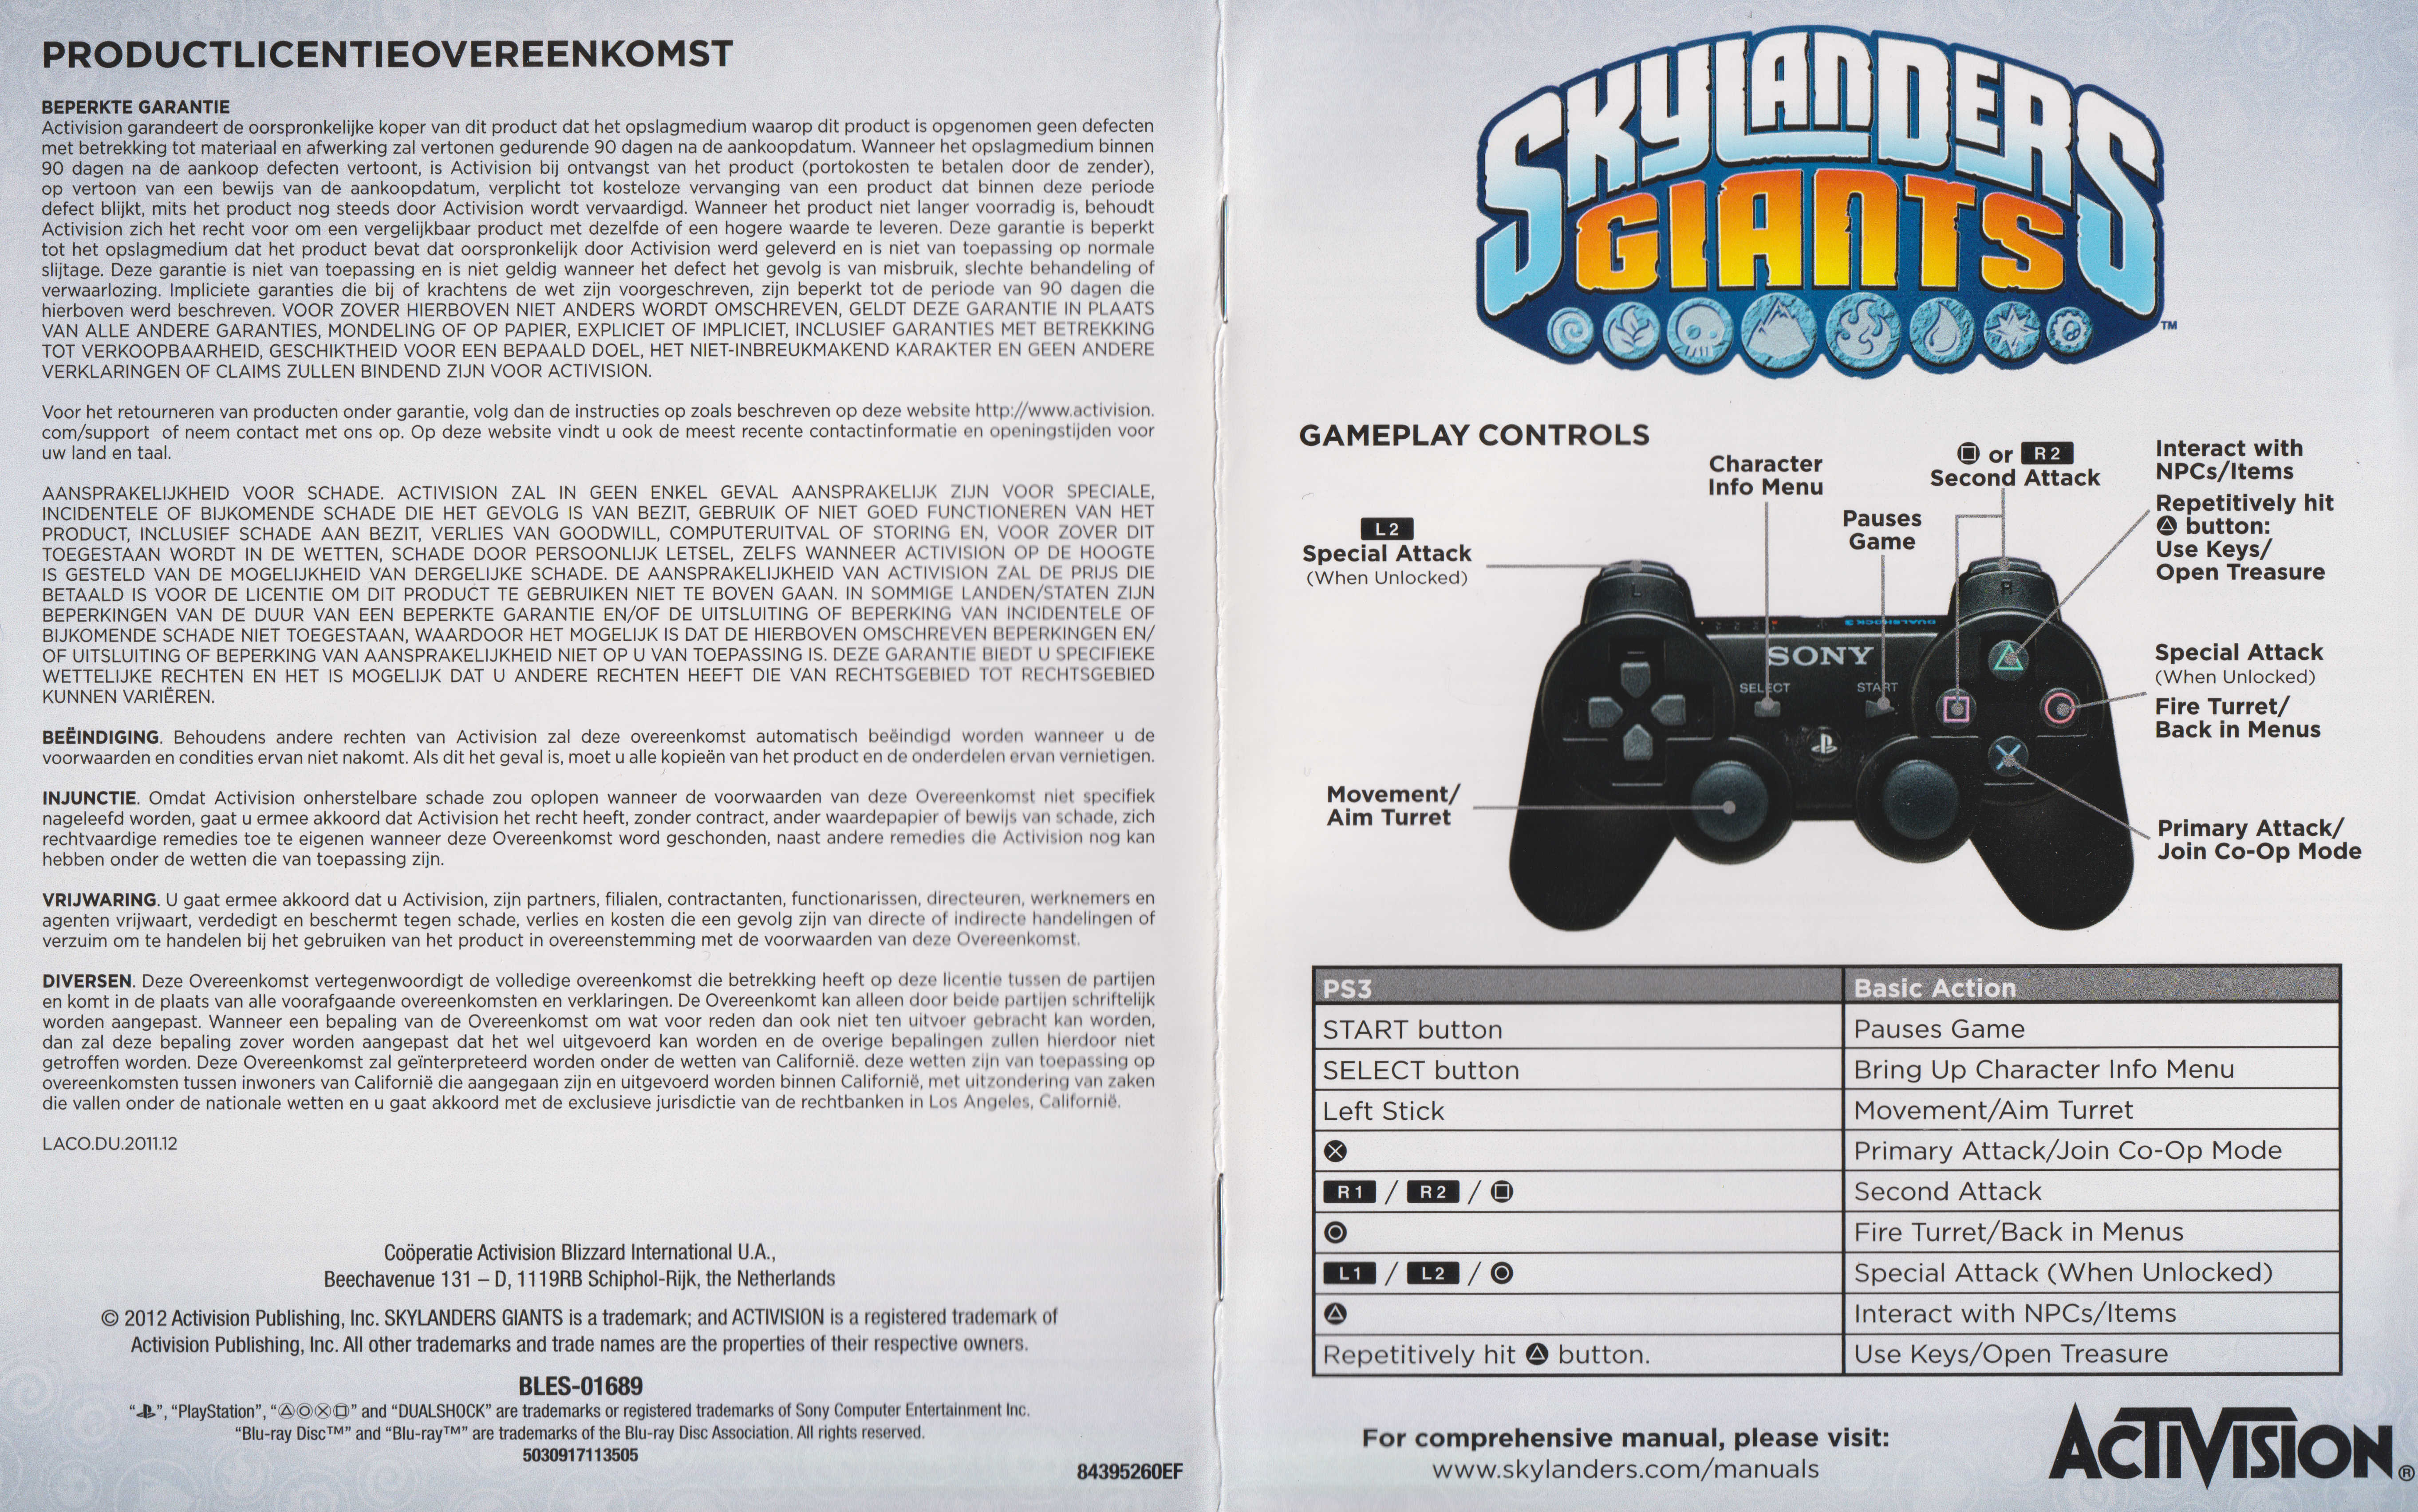 PRODUCTLICENTIEOVEREENKOMST
BEPERKTE GARANTIE
Activision garandeert de oorspronkelijke koper van dit product dat het opslagmedium waarop dit product is opgenomen geen defecten
met betrekking tot materiaal en afwerking zal vertonen gedurende 90 dagen na de aankoopdatum. Wanneer het opslagmedium binnen
90 dagen na de aankoop defecten vertoont, is Activision bij ontvangst van het product (portokosten te betalen door de zender),
op vertoon van een bewijs van de aankoopdatum, verplicht tot kosteloze vervanging van een product dat binnen deze periode
defect blijkt, mits het product nog steeds door Activision wordt vervaardigd. Wanneer het product niet langer voorradig is, behoudt
Activision zich het recht voor om een vergelijkbaar product met dezelfde of een hogere waarde te leveren. Deze garantie is beperkt
tot het opslagmedium dat het product bevat dat oorspronkelijk door Activision werd geleverd en is niet van toepassing op normale
slijtage. Deze garantie is niet van toepassing en is niet geldig wanneer het defect het gevolg is van misbruik, slechte behandeling of
verwaarlozing. Impliciete garanties die bij of krachtens de wet zijn voorgeschreven, zijn beperkt tot de periode van 90 dagen die
hierboven werd beschreven. VOOR ZOVER HIERBOVEN NIET ANDERS WORDT OMSCHREVEN, GELDT DEZE GARANTIE IN PLAATS
VAN ALLE ANDERE GARANTIES, MONDELING OF OP PAPIER, EXPLICIET OF IMPLICIET, INCLUSIEF GARANTIES MET BETREKKING
TOT VERKOOPBAARHEID, GESCHIKTHEID VOOR EEN BEPAALD DOEL, HET NIET-INBREUKMAKEND KARAKTER EN GEEN ANDERE
VERKLARINGEN OF CLAIMS ZULLEN BINDEND ZIJN VOOR ACTIVISION.
Voor het retourneren van producten onder garantie, volg dan de instructies op zoals beschreven op deze website http://www.activision.
com/support of neem contact met ons op. Op deze website vindt u ook de meest recente contactinformatie en openingstijden voor
uw land en taal.
AANSPRAKELIJKHEID VOOR SCHADE. ACTIVISION ZAL IN GEEN ENKEL GEVAL AANSPRAKELIJK ZIJN VOOR SPECIALE,
INCIDENTELE OF BIJKOMENDE SCHADE DIE HET GEVOLG IS VAN BEZIT, GEBRUIK OF NIET GOED FUNCTIONEREN VAN HET
PRODUCT, INCLUSIEF SCHADE AAN BEZIT, VERLIES VAN GOODWILL, COMPUTERUITVAL OF STORING EN, VOOR ZOVER DIT
TOEGESTAAN WORDT IN DE WETTEN, SCHADE DOOR PERSOONLIJK LETSEL, ZELFS WANNEER ACTIVISION OP DE HOOGTE
IS GESTELD VAN DE MOGELIJKHEID VAN DERGELIJKE SCHADE. DE AANSPRAKELIJKHEID VAN ACTIVISION ZAL DE PRIJS DIE
BETAALD IS VOOR DE LICENTIE OM DIT PRODUCT TE GEBRUIKEN NIET TE BOVEN GAAN. IN SOMMIGE LANDEN/STATEN ZIJN
BEPERKINGEN VAN DE DUUR VAN EEN BEPERKTE GARANTIE EN/OF DE UITSLUITING OF BEPERKING VAN INCIDENTELE OF
BIJKOMENDE SCHADE NIET TOEGESTAAN, WAARDOOR HET MOGELIJK IS DAT DE HIERBOVEN OMSCHREVEN BEPERKINGEN EN/
OF UITSLUITING OF BEPERKING VAN AANSPRAKELIJKHEID NIET OP U VAN TOEPASSING IS. DEZE GARANTIE BIEDT U SPECIFIEKE
WETTELIJKE RECHTEN EN HET IS MOGELIJK DAT U ANDERE RECHTEN HEEFT DIE VAN RECHTSGEBIED TOT RECHTSGEBIED
KUNNEN VARIËREN.
BEËINDIGING. Behoudens andere rechten van Activision zal deze overeenkomst automatisch beëindigd worden wanneer u de
voorwaarden en condities ervan niet nakomt. Als dit het geval is, moet u alle kopieën van het product en de onderdelen ervan vernietigen.
INJUNCTIE. Omdat Activision onherstelbare schade zou oplopen wanneer de voorwaarden van deze Overeenkomst niet specifiek
nageleefd worden, gaat u ermee akkoord dat Activision het recht heeft, zonder contract, ander waardepapier of bewijs van schade, zich
rechtvaardige remedies toe te eigenen wanneer deze Overeenkomst word geschonden, naast andere remedies die Activision nog kan
hebben onder de wetten die van toepassing zijn.
VRIJWARING. U gaat ermee akkoord dat u Activision, zijn partners, filialen, contractanten, functionarissen, directeuren, werknemers en
agenten vrijwaart, verdedigt en beschermt tegen schade, verlies en kosten die een gevolg zijn van directe of indirecte handelingen of
verzuim om te handelen bij het gebruiken van het product in overeenstemming met de voorwaarden van deze Overeenkomst.
DIVERSEN. Deze Overeenkomst vertegenwoordigt de volledige overeenkomst die betrekking heeft op deze licentie tussen de partijen
en komt in de plaats van alle voorafgaande overeenkomsten en verklaringen. De Overeenkomt kan alleen door beide partijen schriftelijk
worden aangepast. Wanneer een bepaling van de Overeenkomst om wat voor reden dan ook niet ten uitvoer gebracht kan worden,
dan zal deze bepaling zover worden aangepast dat het wel uitgevoerd kan worden en de overige bepalingen zullen hierdoor niet
getroffen worden. Deze Overeenkomst zal geïnterpreteerd worden onder de wetten van Californië. deze wetten zijn van toepassing op
overeenkomsten tussen inwoners van Californië die aangegaan zijn en uitgevoerd worden binnen Californië, met uitzondering van zaken
die vallen onder de nationale wetten en u gaat akkoord met de exclusieve jurisdictie van de rechtbanken in Los Angeles, Californië.
LACO.DU.2011.12
Coöperatie Activision Blizzard International U.A.,
Beechavenue 131 – D, 1119RB Schiphol-Rijk, the Netherlands
© 2012 Activision Publishing, Inc. SKYLANDERS GIANTS is a trademark; and ACTIVISION is a registered trademark of
Activision Publishing, Inc. All other trademarks and trade names are the properties of their respective owners.
BLES-01689
“PS”, “PlayStation”, “△○✕□” and “DUALSHOCK” are trademarks or registered trademarks of Sony Computer Entertainment Inc.
“Blu-ray Disc™” and “Blu-ray™” are trademarks of the Blu-ray Disc Association. All rights reserved.
5030917113505
84395260EF
SKYLANDERS
GIANTS
™
GAMEPLAY CONTROLS
L2
Special Attack
(When Unlocked)
Character
Info Menu
Pauses
Game
□ or R2
Second Attack
Interact with
NPCs/Items
Repetitively hit
△ button:
Use Keys/
Open Treasure
L
R
DUALSHOCK 3
SONY
SELECT
START
Special Attack
(When Unlocked)
Fire Turret/
Back in Menus
Movement/
Aim Turret
Primary Attack/
Join Co-Op Mode
PS3 Basic Action
START button Pauses Game
SELECT button Bring Up Character Info Menu
Left Stick Movement/Aim Turret
✕ Primary Attack/Join Co-Op Mode
R1 / R2 / □ Second Attack
○ Fire Turret/Back in Menus
L1 / L2 / ○ Special Attack (When Unlocked)
△ Interact with NPCs/Items
Repetitively hit △ button. Use Keys/Open Treasure
For comprehensive manual, please visit:
www.skylanders.com/manuals
ACTIVISION®